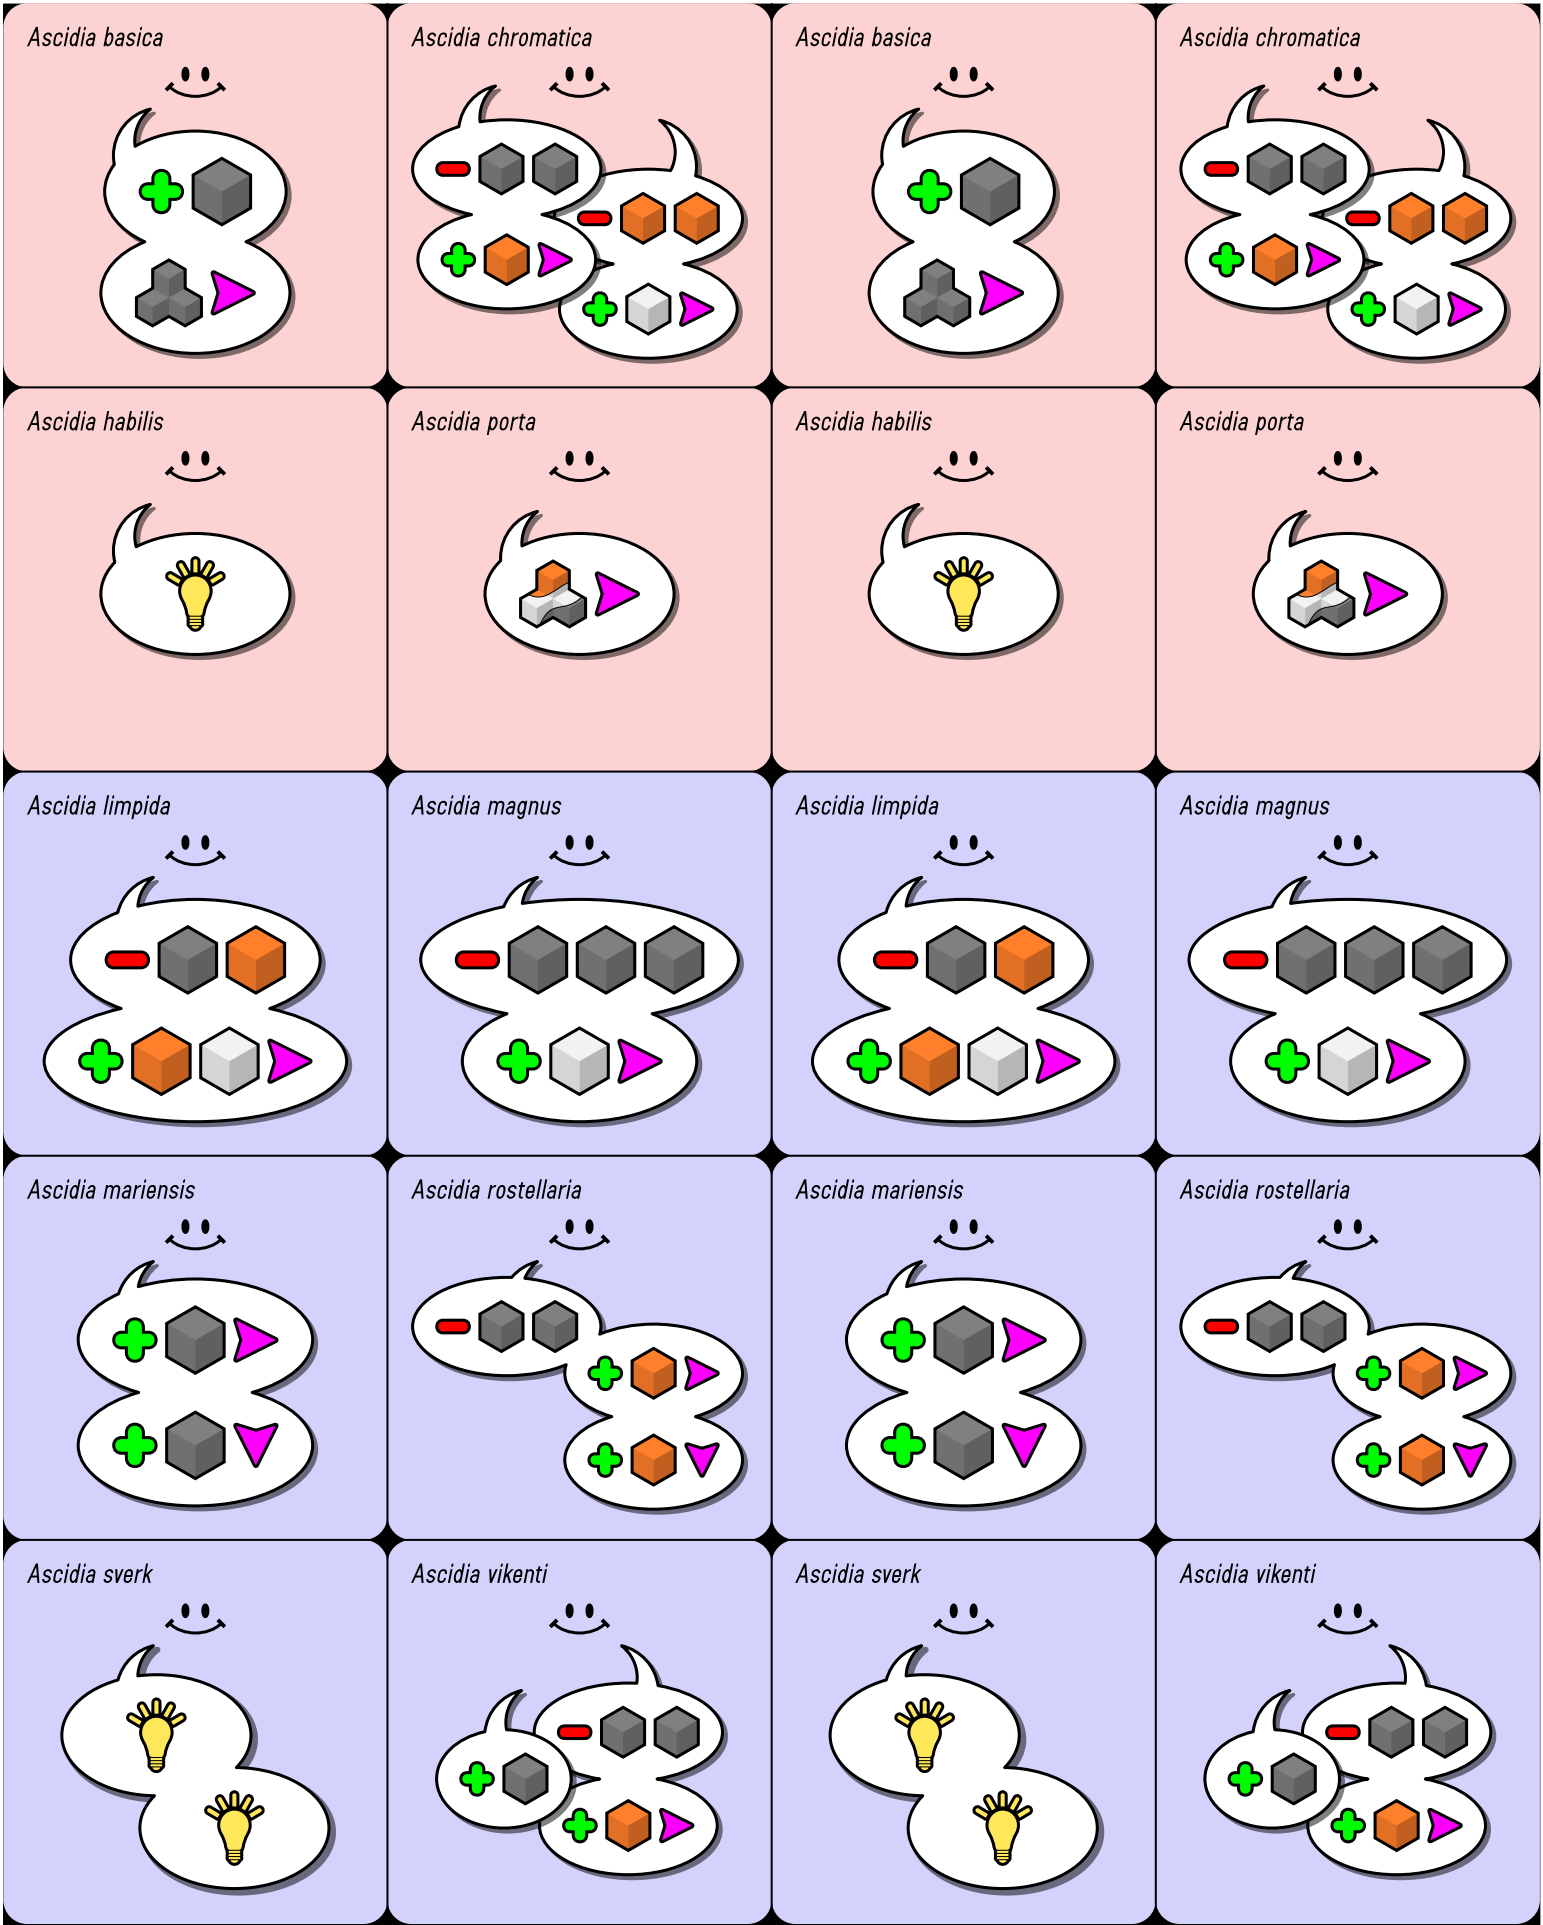 Ascidia basica
Ascidia chromatica
Ascidia basica
Ascidia chromatica
Ascidia habilis
Ascidia porta
Ascidia habilis
Ascidia porta
Ascidia limpida
Ascidia magnus
Ascidia limpida
Ascidia magnus
Ascidia mariensis
Ascidia rostellaria
Ascidia mariensis
Ascidia rostellaria
Ascidia sverk
Ascidia vikenti
Ascidia sverk
Ascidia vikenti